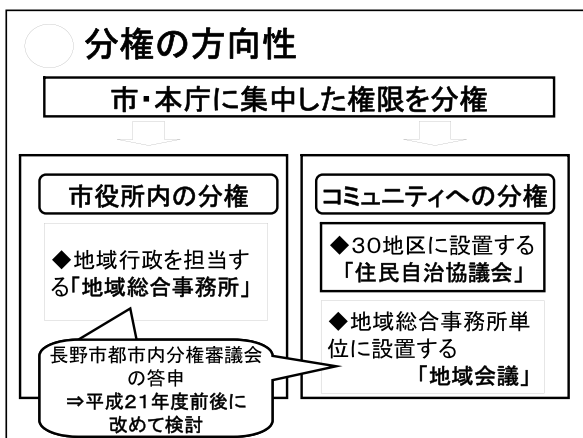 分権の方向性
市・本庁に集中した権限を分権
市役所内の分権
◆地域行政を担当す
る「地域総合事務所」
長野市都市内分権審議会
の答申
⇒平成21年度前後に
改めて検討
コミュニティへの分権
◆30地区に設置する
「住民自治協議会」
◆地域総合事務所単
位に設置する
「地域会議」